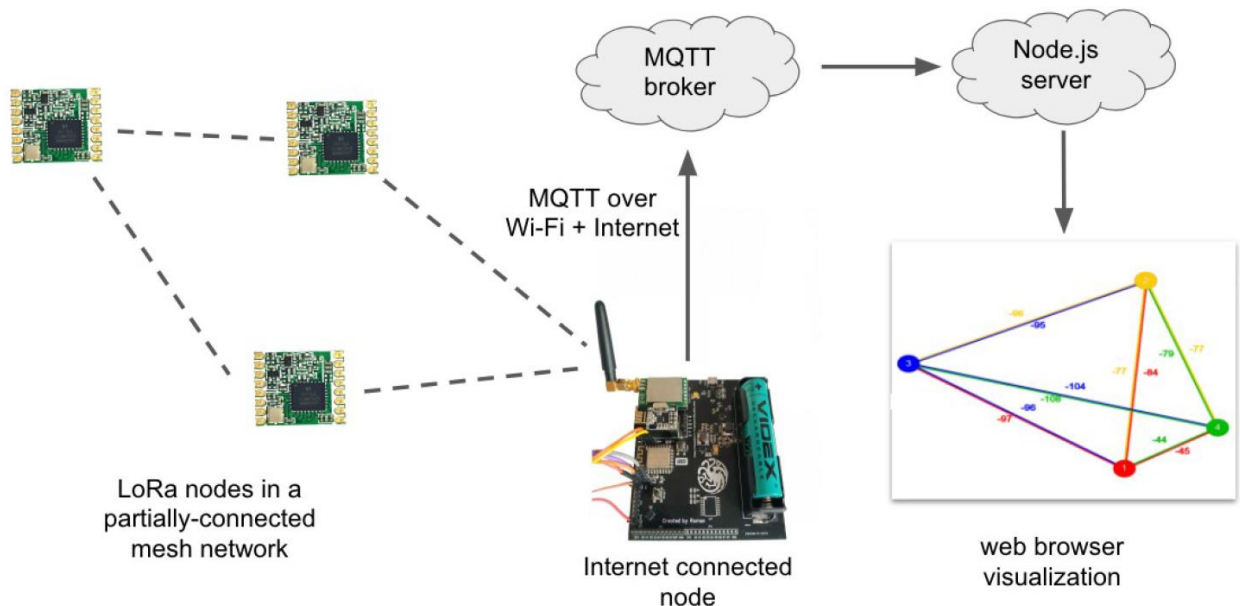 MQTT
broker
Node.js
server
MQTT over
Wi-Fi + Internet
LoRa nodes in a
partially-connected
mesh network
VIDEX
Internet connected
node
-96
-95
3
-79
-77
-77
-84
-104
-108
-96
-97
4
-44
-45
1
web browser
visualization